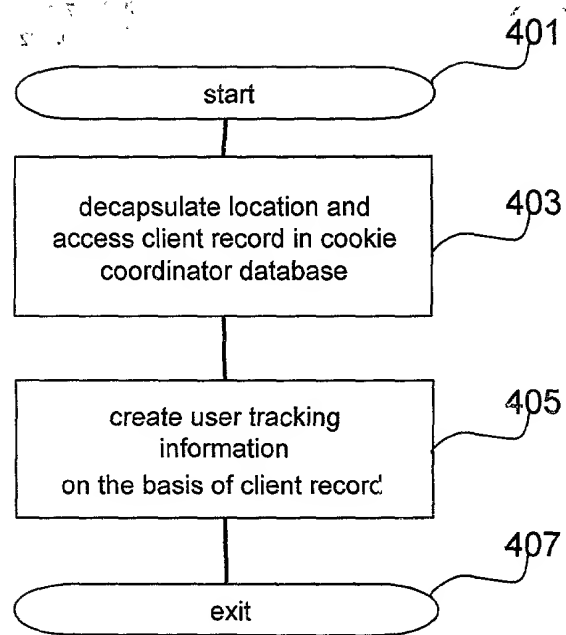 401
start
decapsulate location and
access client record in cookie
coordinator database
403
create user tracking
information
on the basis of client record
405
407
exit